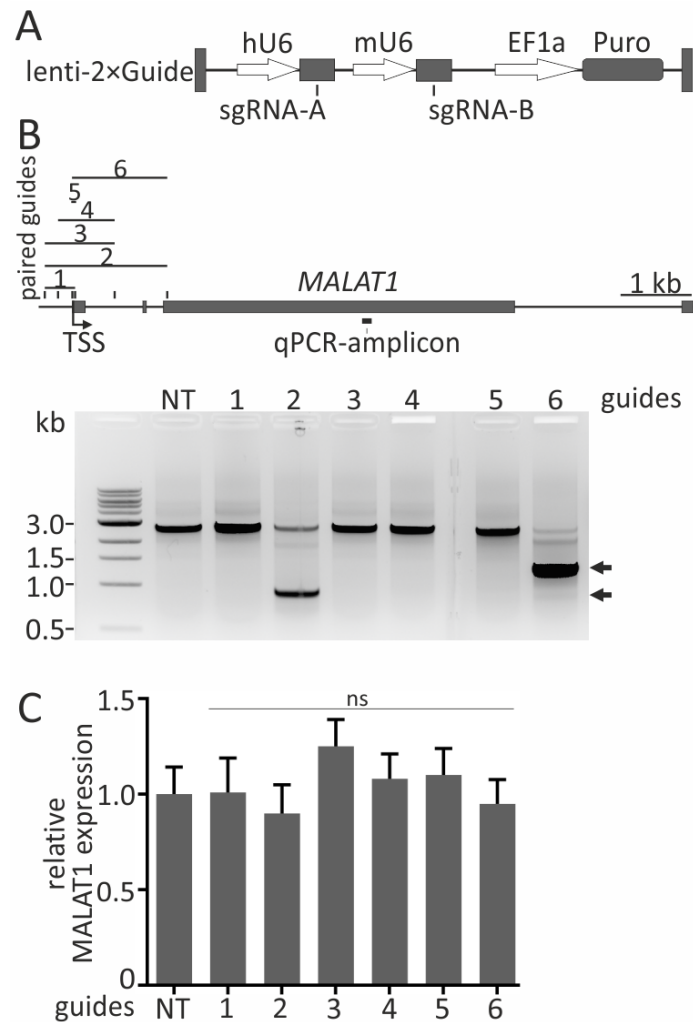 A
hU6 mU6 EF1a Puro
lenti-2×Guide
sgRNA-A sgRNA-B
B
paired guides
6
5
4
3
2
1
MALAT1
1 kb
TSS
qPCR-amplicon
NT 1 2 3 4 5 6 guides
kb
3.0
1.5
1.0
0.5
C
ns
relative
MALAT1 expression
1.5
1.0
0.5
0
guides NT 1 2 3 4 5 6